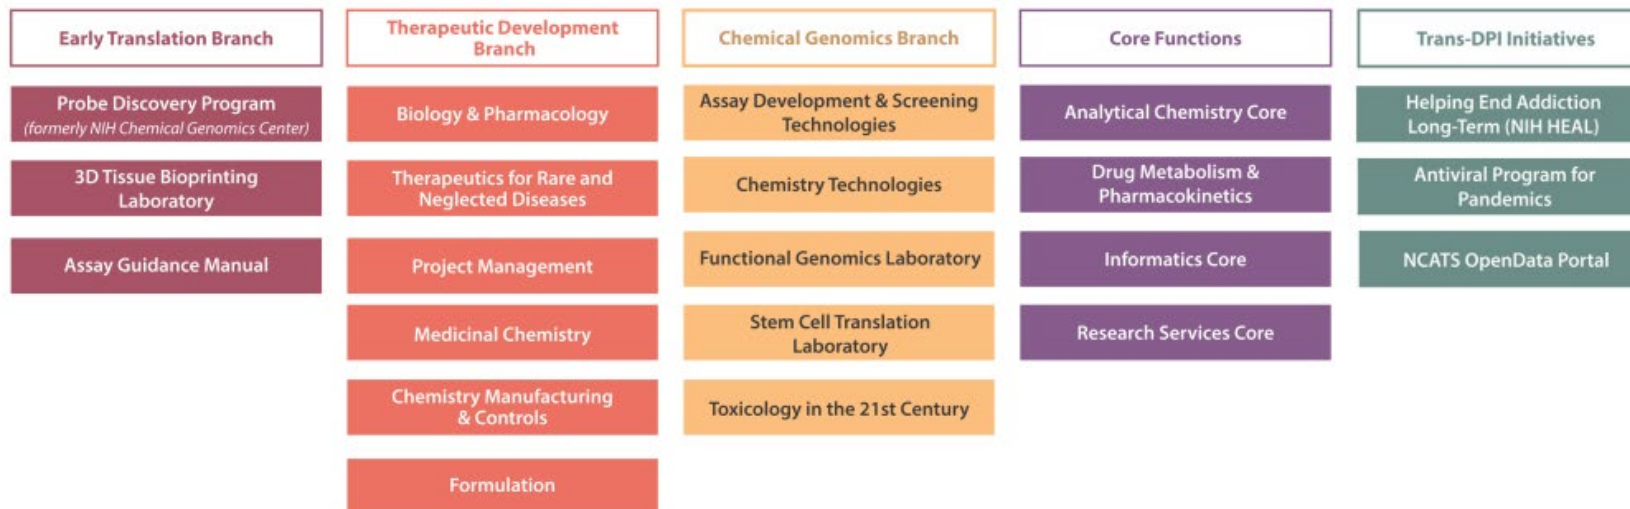 Early Translation Branch
Probe Discovery Program
(formerly NIH Chemical Genomics Center)
3D Tissue Bioprinting
Laboratory
Assay Guidance Manual
Therapeutic Development
Branch
Biology & Pharmacology
Therapeutics for Rare and
Neglected Diseases
Project Management
Medicinal Chemistry
Chemistry Manufacturing
& Controls
Formulation
Chemical Genomics Branch
Assay Development & Screening
Technologies
Chemistry Technologies
Functional Genomics Laboratory
Stem Cell Translation
Laboratory
Toxicology in the 21st Century
Core Functions
Analytical Chemistry Core
Drug Metabolism &
Pharmacokinetics
Informatics Core
Research Services Core
Trans-DPI Initiatives
Helping End Addiction
Long-Term (NIH HEAL)
Antiviral Program for
Pandemics
NCATS OpenData Portal